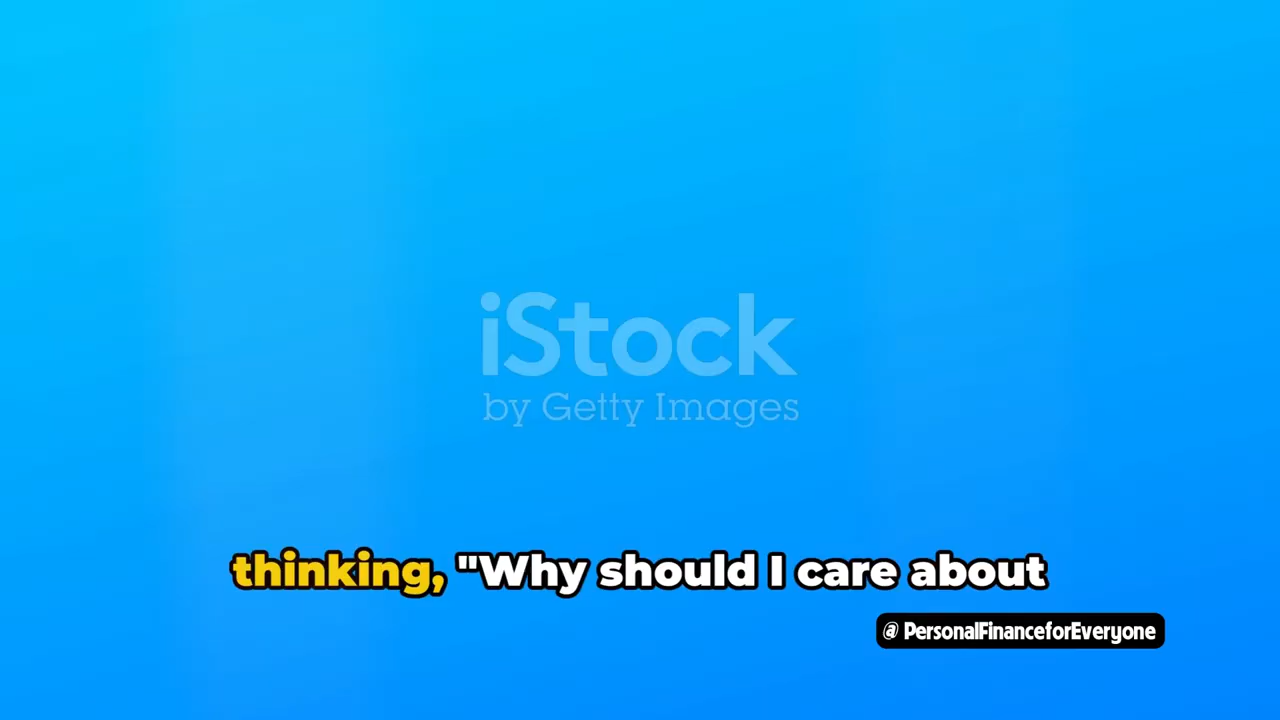 iStock
by Getty Images
thinking, "Why should I care about
@ PersonalFinanceforEveryone